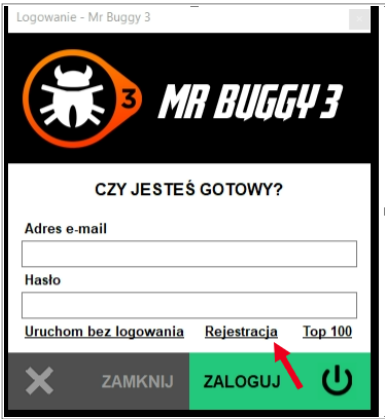 Logowanie - Mr Buggy 3
3 MR BUGGY 3
CZY JESTEŚ GOTOWY?
Adres e-mail
Hasło
Uruchom bez logowania Rejestracja Top 100
ZAMKNIJ ZALOGUJ